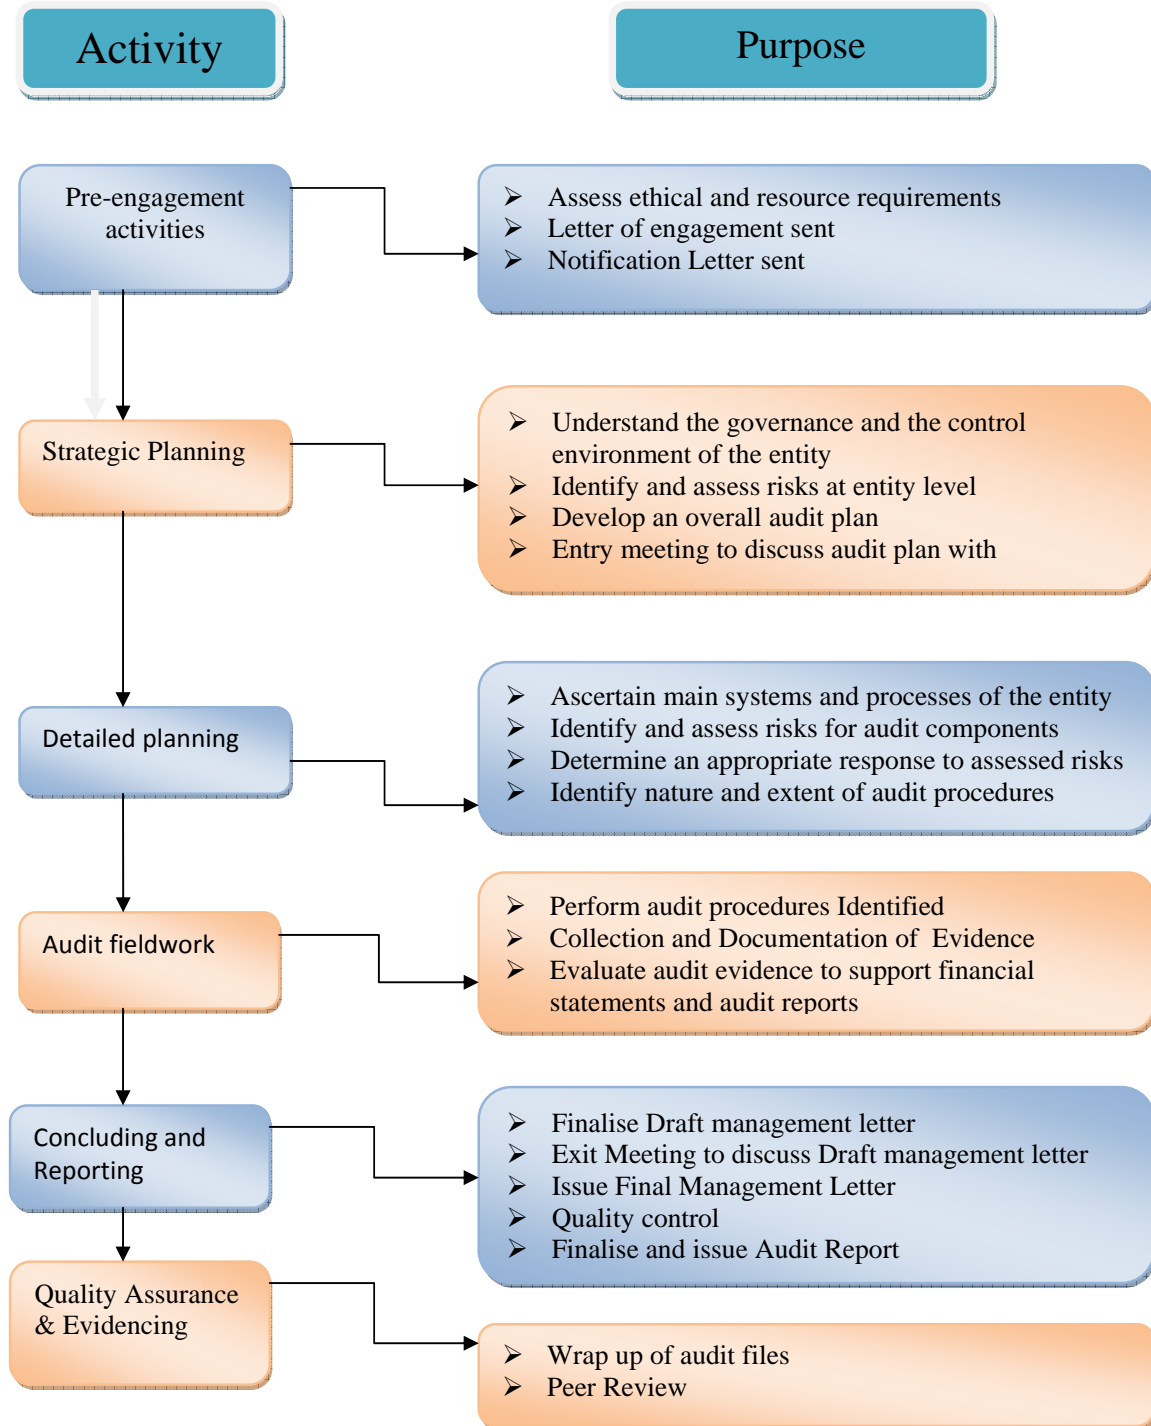 Activity
Purpose
Pre-engagement
activities
➢ Assess ethical and resource requirements
➢ Letter of engagement sent
➢ Notification Letter sent
Strategic Planning
➢ Understand the governance and the control
environment of the entity
➢ Identify and assess risks at entity level
➢ Develop an overall audit plan
➢ Entry meeting to discuss audit plan with
Detailed planning
➢ Ascertain main systems and processes of the entity
➢ Identify and assess risks for audit components
➢ Determine an appropriate response to assessed risks
➢ Identify nature and extent of audit procedures
Audit fieldwork
➢ Perform audit procedures Identified
➢ Collection and Documentation of Evidence
➢ Evaluate audit evidence to support financial
statements and audit reports
Concluding and
Reporting
➢ Finalise Draft management letter
➢ Exit Meeting to discuss Draft management letter
➢ Issue Final Management Letter
➢ Quality control
➢ Finalise and issue Audit Report
Quality Assurance
& Evidencing
➢ Wrap up of audit files
➢ Peer Review